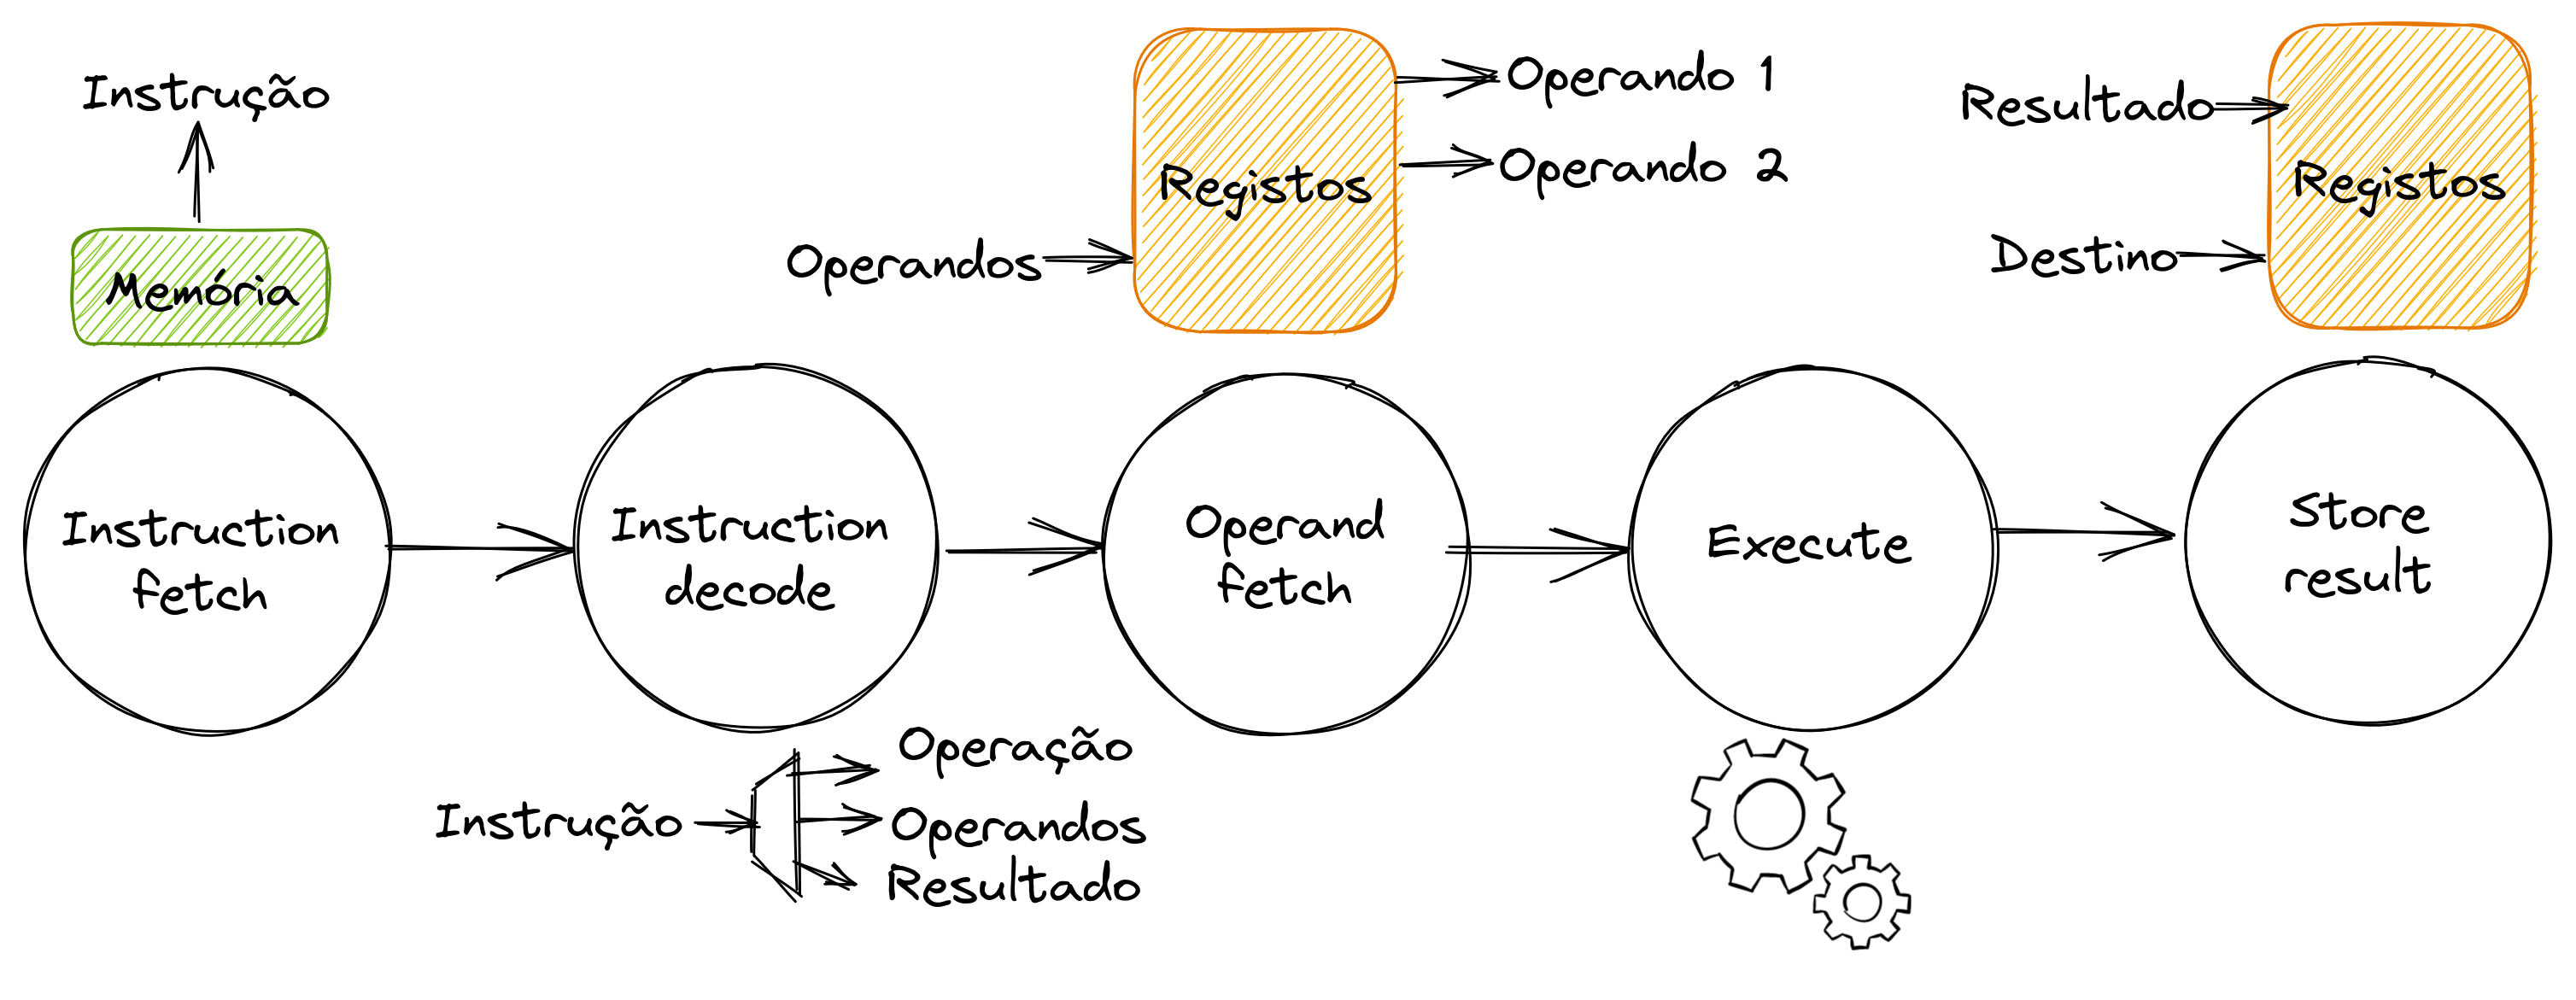 Instrução
Memória
Operandos
Registos
Operando 1
Operando 2
Resultado
Destino
Registos
Instruction
fetch
Instruction
decode
Operand
fetch
Execute
Store
result
Instrução
Operação
Operandos
Resultado